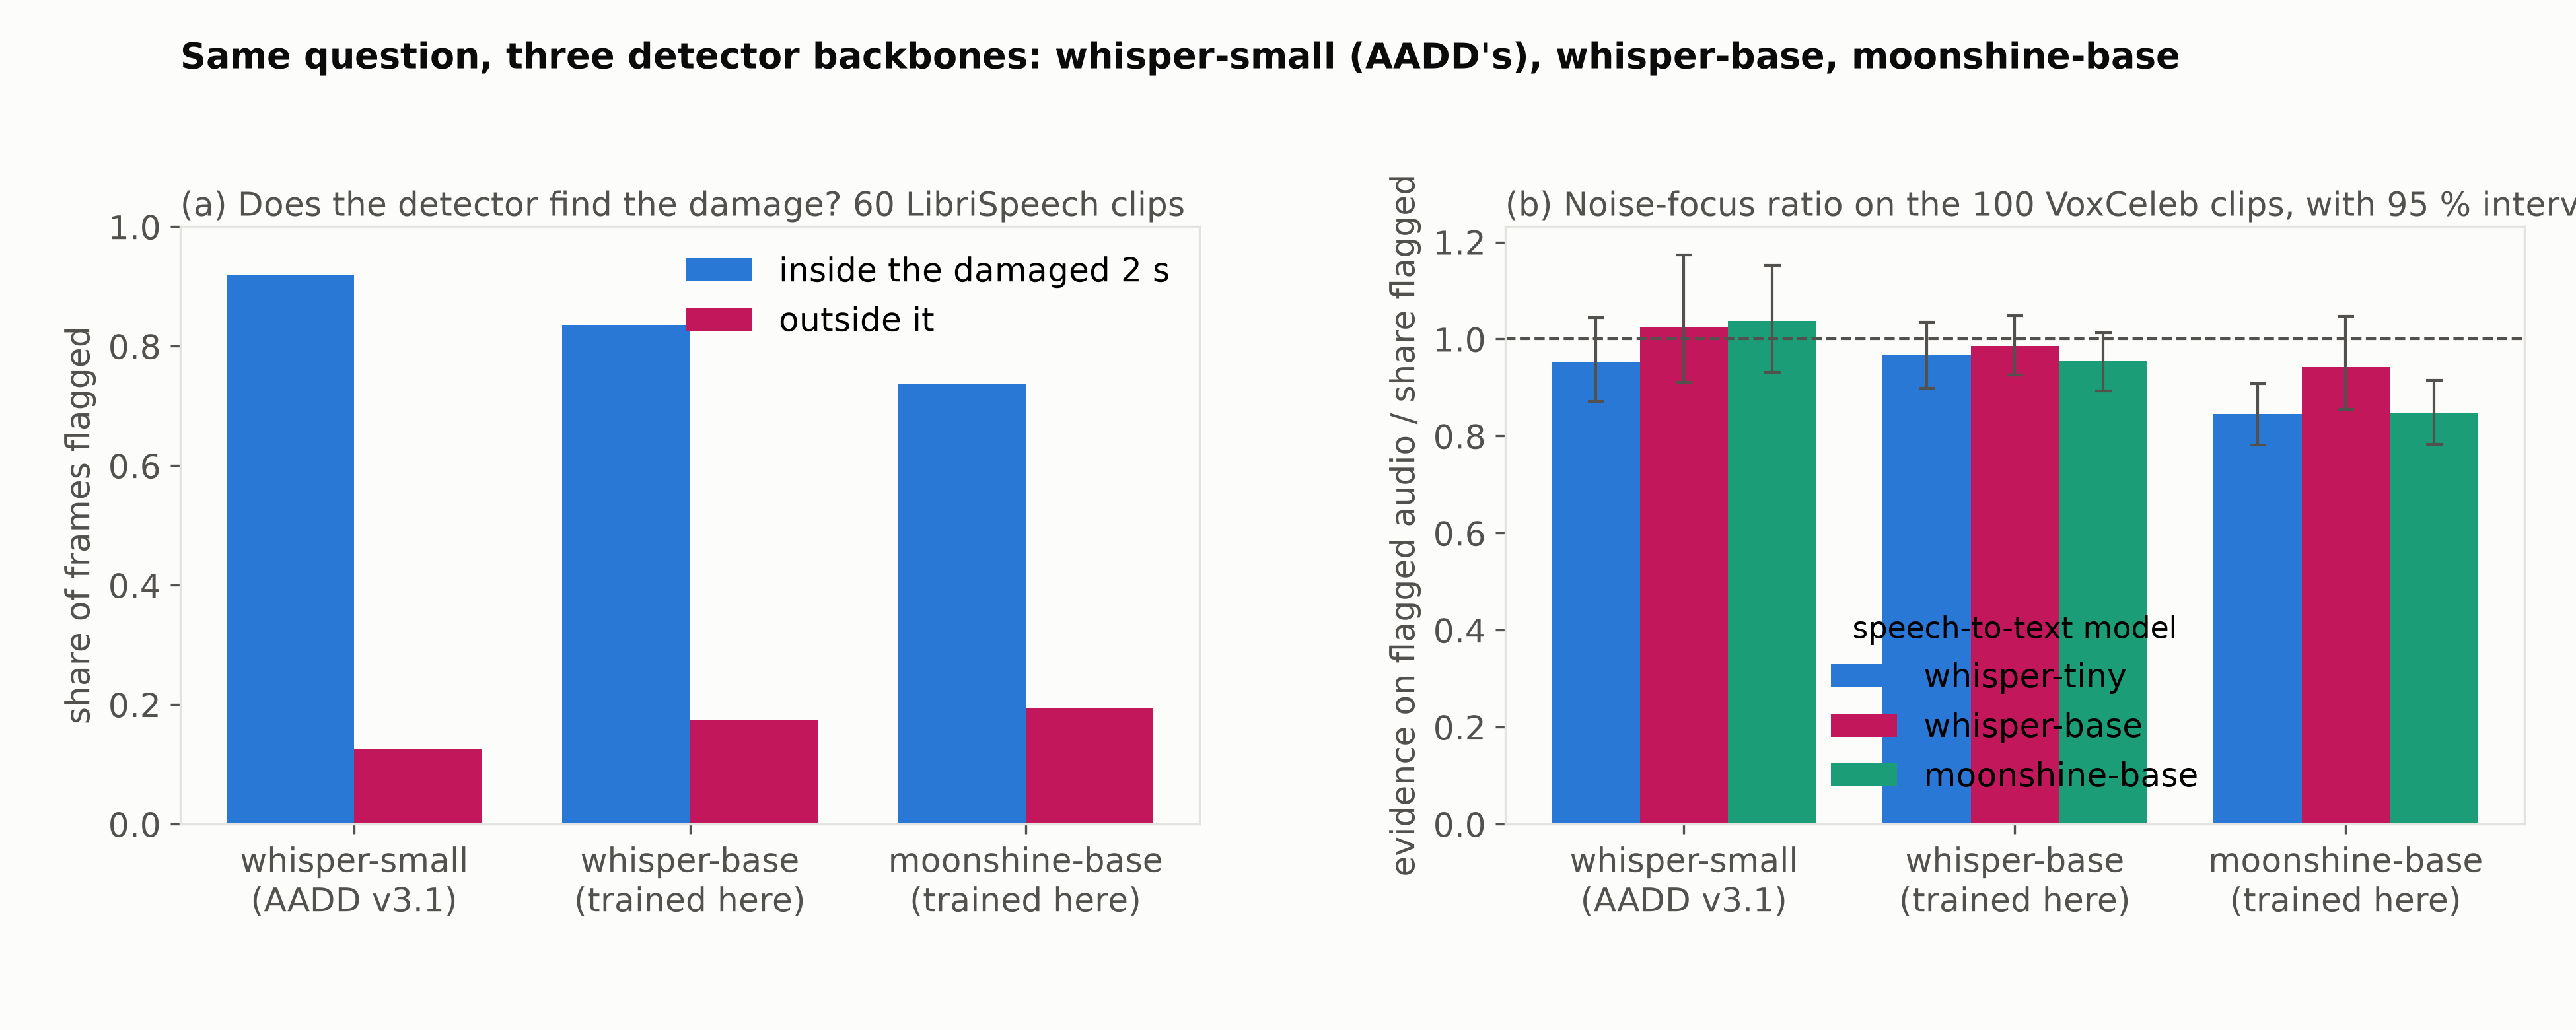 Same question, three detector backbones: whisper-small (AADD's), whisper-base, moonshine-base
(a) Does the detector find the damage? 60 LibriSpeech clips
share of frames flagged
1.0
0.8
0.6
0.4
0.2
0.0
inside the damaged 2 s
outside it
whisper-small
(AADD v3.1)
whisper-base
(trained here)
moonshine-base
(trained here)
(b) Noise-focus ratio on the 100 VoxCeleb clips, with 95 % interv
evidence on flagged audio / share flagged
1.2
1.0
0.8
0.6
0.4
0.2
0.0
speech-to-text model
whisper-tiny
whisper-base
moonshine-base
whisper-small
(AADD v3.1)
whisper-base
(trained here)
moonshine-base
(trained here)